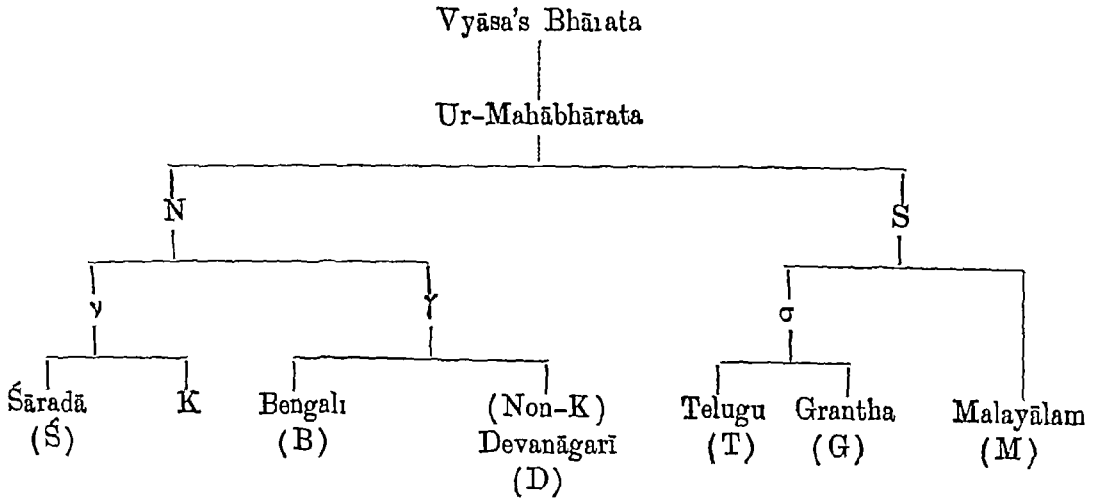 Vyāsa's Bhārata
Ur-Mahābhārata
N
S
ν
γ
σ
Śāradā
(Ś)
K
Bengali
(B)
(Non-K)
Devanāgarī
(D)
Telugu
(T)
Grantha
(G)
Malayālam
(M)